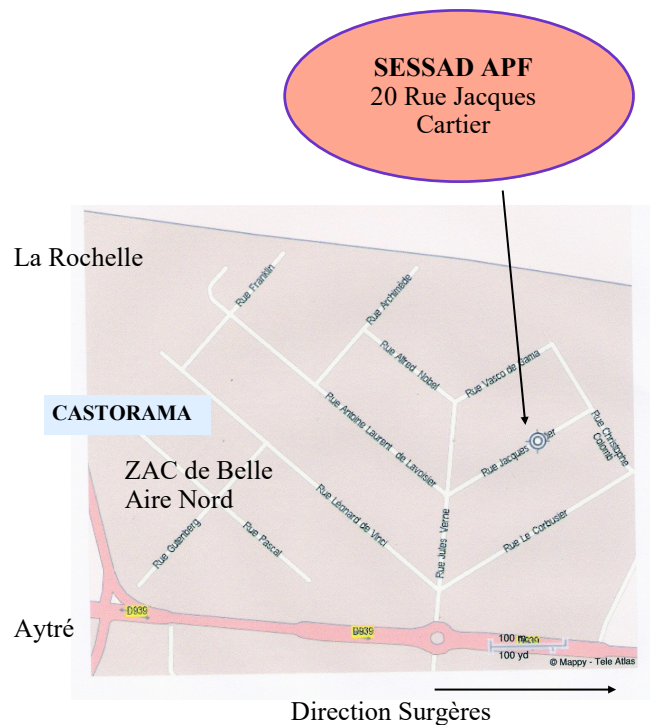 SESSAD APF
20 Rue Jacques
Cartier
La Rochelle
Rue Franklin
Rue Archimède
Rue Alfred Nobel
Rue Vasco de Gama
CASTORAMA
Rue Antoine Laurent de Lavoisier
Rue Jacques
Rue Christophe
Colomb
ZAC de Belle
Aire Nord
Rue Léonard de Vinci
Rue Jules Verne
Rue Le Corbusier
Rue Gutenberg
Rue Pascal
D939
Aytré
D939
100 m
100 yd
© Mappy - Tele Atlas
Direction Surgères